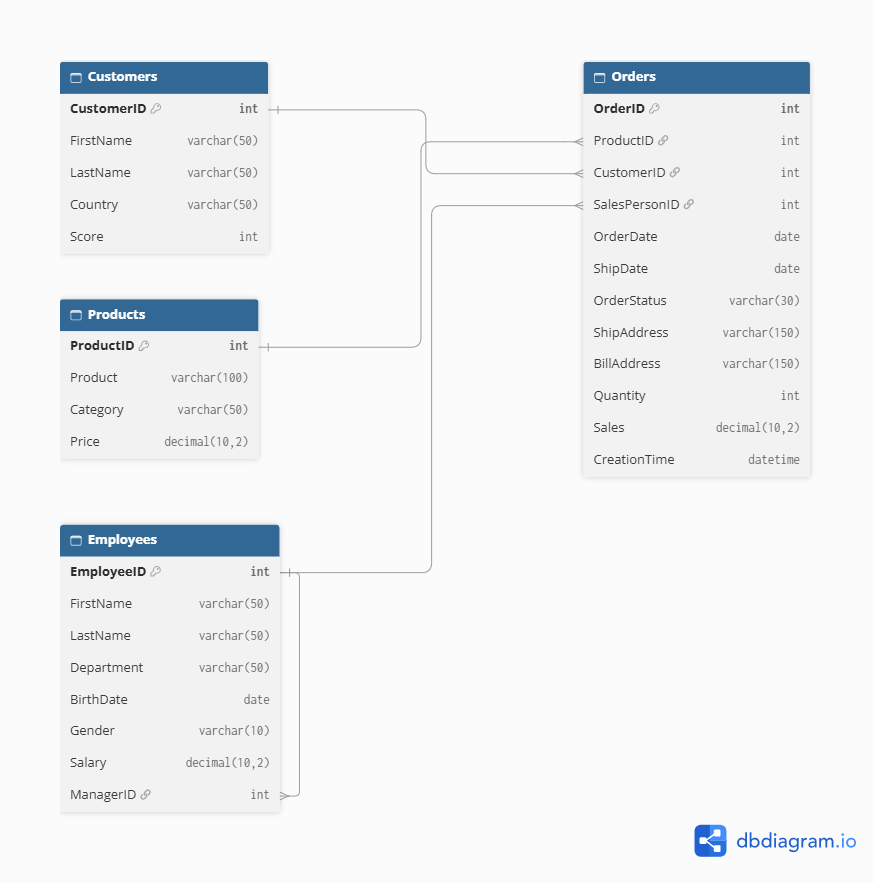 Customers
CustomerID int
FirstName varchar(50)
LastName varchar(50)
Country varchar(50)
Score int
Products
ProductID int
Product varchar(100)
Category varchar(50)
Price decimal(10,2)
Employees
EmployeeID int
FirstName varchar(50)
LastName varchar(50)
Department varchar(50)
BirthDate date
Gender varchar(10)
Salary decimal(10,2)
ManagerID int
Orders
OrderID int
ProductID int
CustomerID int
SalesPersonID int
OrderDate date
ShipDate date
OrderStatus varchar(30)
ShipAddress varchar(150)
BillAddress varchar(150)
Quantity int
Sales decimal(10,2)
CreationTime datetime
dbdiagram.io